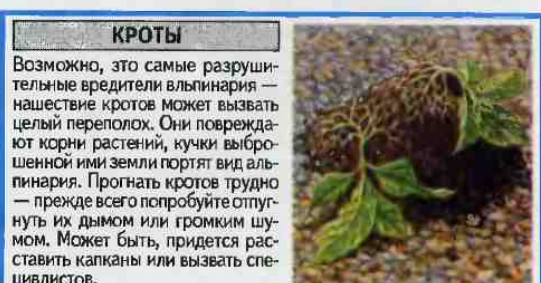 КРОТЫ
Возможно, это самые разруши-
тельные вредители вльпинария —
нашествие кротов может вызвать
целый переполох. Они поврежда-
ют корни растений, кучки выбро-
шенной ими земли портят вид аль-
пинария. Прогнать кротов трудно
— прежде всего попробуйте отпуг-
нуть их дымом или громким шу-
мом. Может быть, придется рас-
ставить капканы или вызвать спе-
цивлистов.